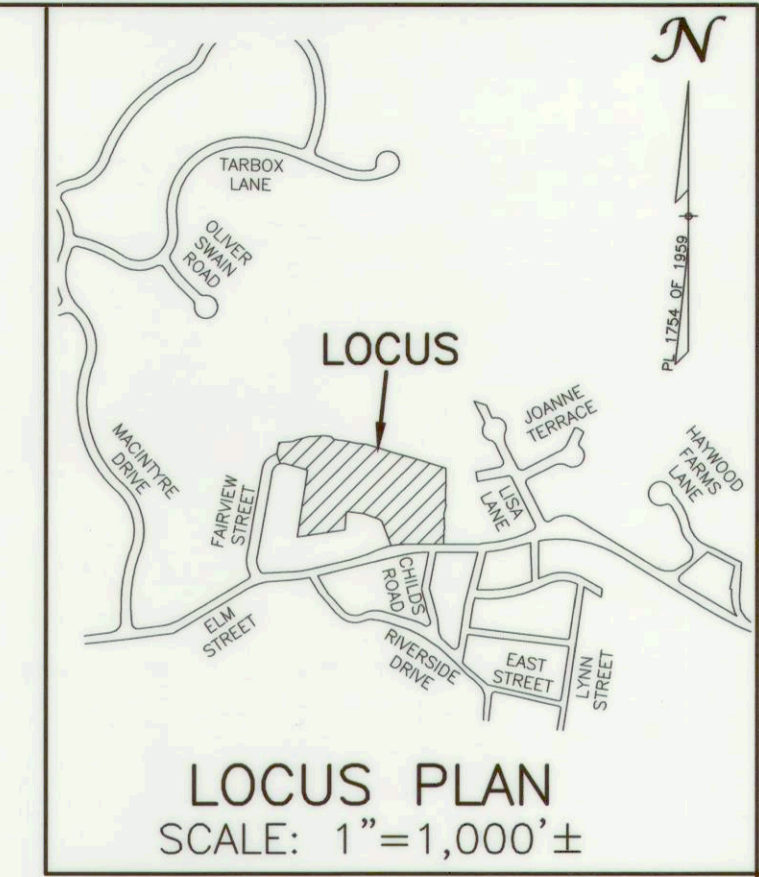 N
TARBOX
LANE
OLIVER
SWAIN
ROAD
PL 1754 OF 1959
LOCUS
JOANNE
TERRACE
HAYWOOD
FARMS
LANE
MACINTYRE
DRIVE
FAIRVIEW
STREET
LISA
LANE
CHILDS
ROAD
ELM
STREET
RIVERSIDE
DRIVE
EAST
STREET
LYNN
STREET
LOCUS PLAN
SCALE: 1"=1,000'±